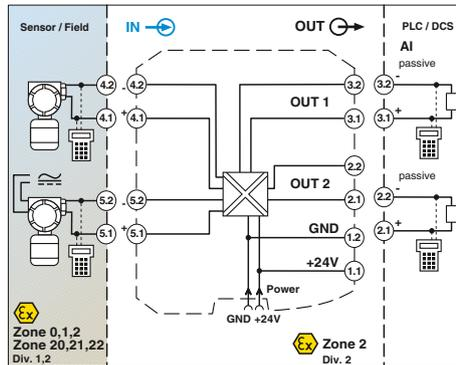 Sensor / Field
IN
OUT
PLC / DCS
AI
passive
4.2 - 4.2
3.2
3.2 -
OUT 1
4.1 + 4.1
3.1
3.1 +
2.2
passive
OUT 2
5.2 - 5.2
2.1
2.2 -
GND
5.1 + 5.1
1.2
2.1 +
+24V
1.1
Power
GND +24V
Ex
Zone 0,1,2
Zone 20,21,22
Div. 1,2
Ex
Zone 2
Div. 2